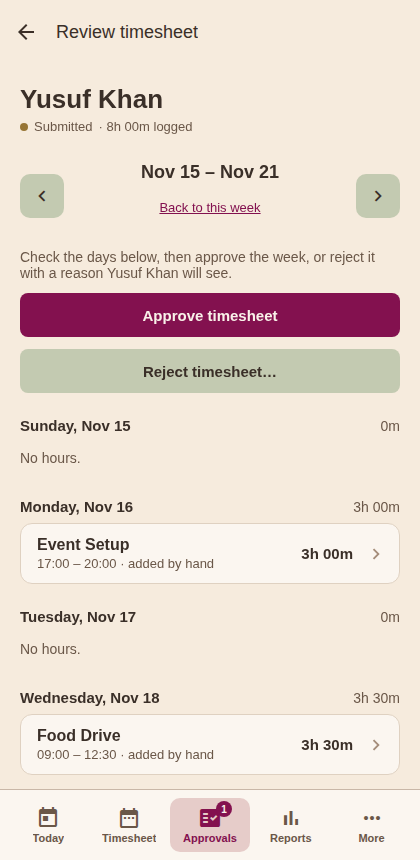 Review timesheet
Yusuf Khan
Submitted · 8h 00m logged
Nov 15 – Nov 21
Back to this week
Check the days below, then approve the week, or reject it
with a reason Yusuf Khan will see.
Approve timesheet
Reject timesheet…
Sunday, Nov 15 0m
No hours.
Monday, Nov 16 3h 00m
Event Setup
17:00 – 20:00 · added by hand
3h 00m
Tuesday, Nov 17 0m
No hours.
Wednesday, Nov 18 3h 30m
Food Drive
09:00 – 12:30 · added by hand
3h 30m
1
Today Timesheet Approvals Reports More